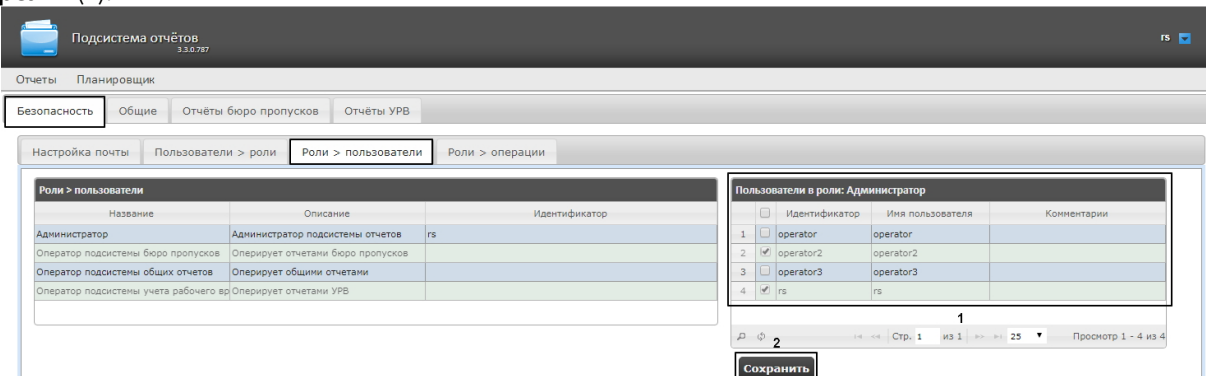 Подсистема отчётов
3.3.0.787
rs
Отчеты Планировщик
Безопасность Общие Отчёты бюро пропусков Отчёты УРВ
Настройка почты Пользователи > роли Роли > пользователи Роли > операции
Роли > пользователи
Название Описание Идентификатор
Администратор Администратор подсистемы отчетов rs
Оператор подсистемы бюро пропусков Оперирует отчетами бюро пропусков
Оператор подсистемы общих отчетов Оперирует общими отчетами
Оператор подсистемы учета рабочего вр Оперирует отчетами УРВ
Пользователи в роли: Администратор
Идентификатор Имя пользователя Комментарии
1 operator operator
2 operator2 operator2
3 operator3 operator3
4 rs rs
1
Стр. 1 из 1 25 Просмотр 1 - 4 из 4
2
Сохранить